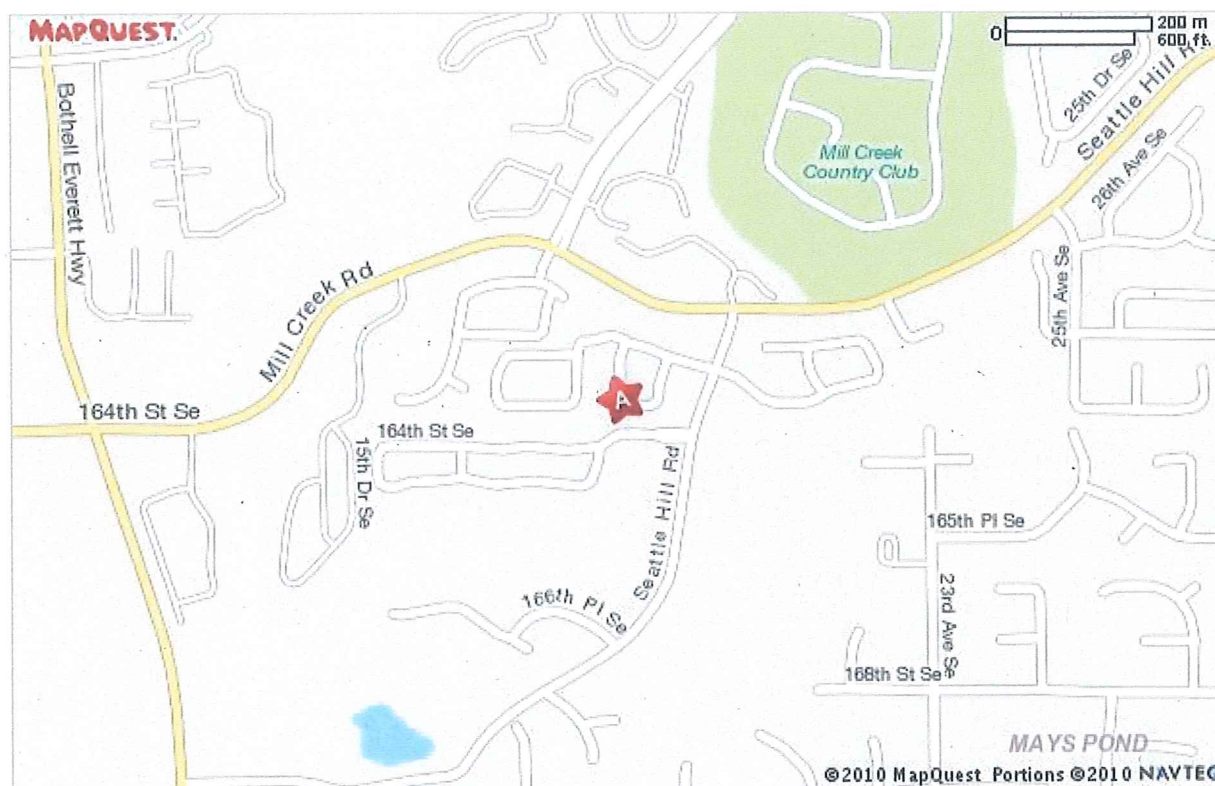 MAPQUEST.
0
200 m
600 ft.
Bothell Everett Hwy
25th Dr Se
Seattle Hill
Mill Creek
Country Club
26th Ave Se
Mill Creek Rd
25th Ave Se
A
164th St Se
164th St Se
15th Dr Se
Seattle Hill Rd
165th Pl Se
166th Pl Se
23rd Ave Se
168th St Se
MAYS POND
©2010 MapQuest Portions ©2010 NAVTEQ